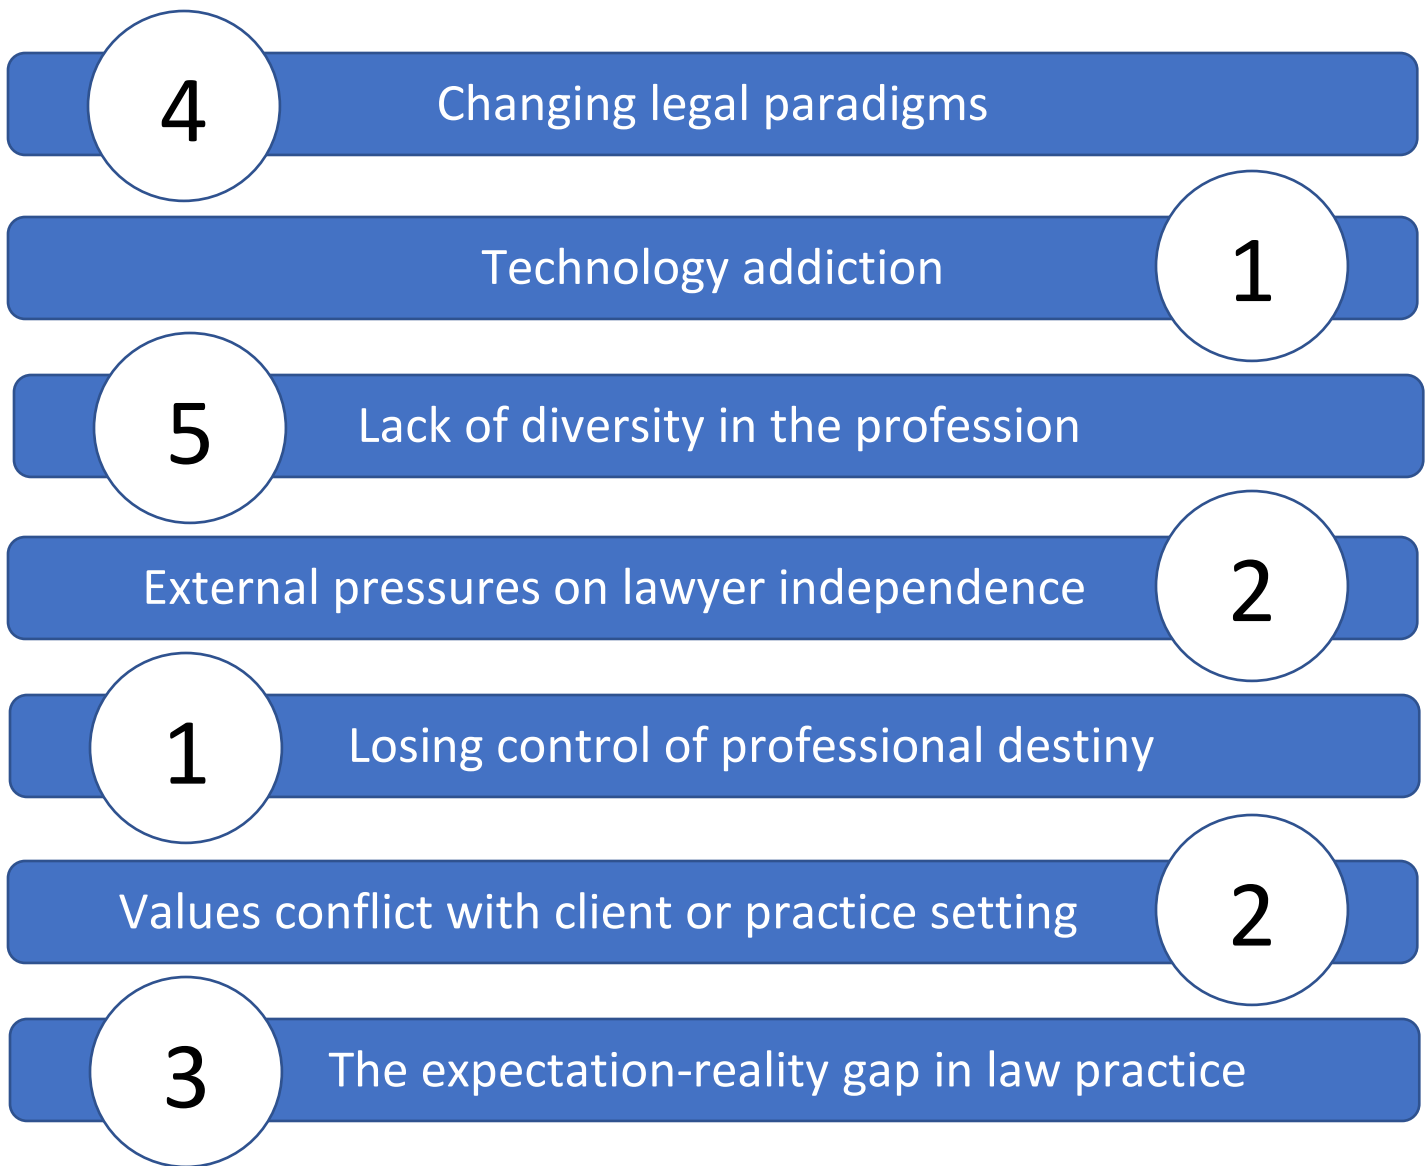 4 Changing legal paradigms
Technology addiction 1
5 Lack of diversity in the profession
External pressures on lawyer independence 2
1 Losing control of professional destiny
Values conflict with client or practice setting 2
3 The expectation-reality gap in law practice